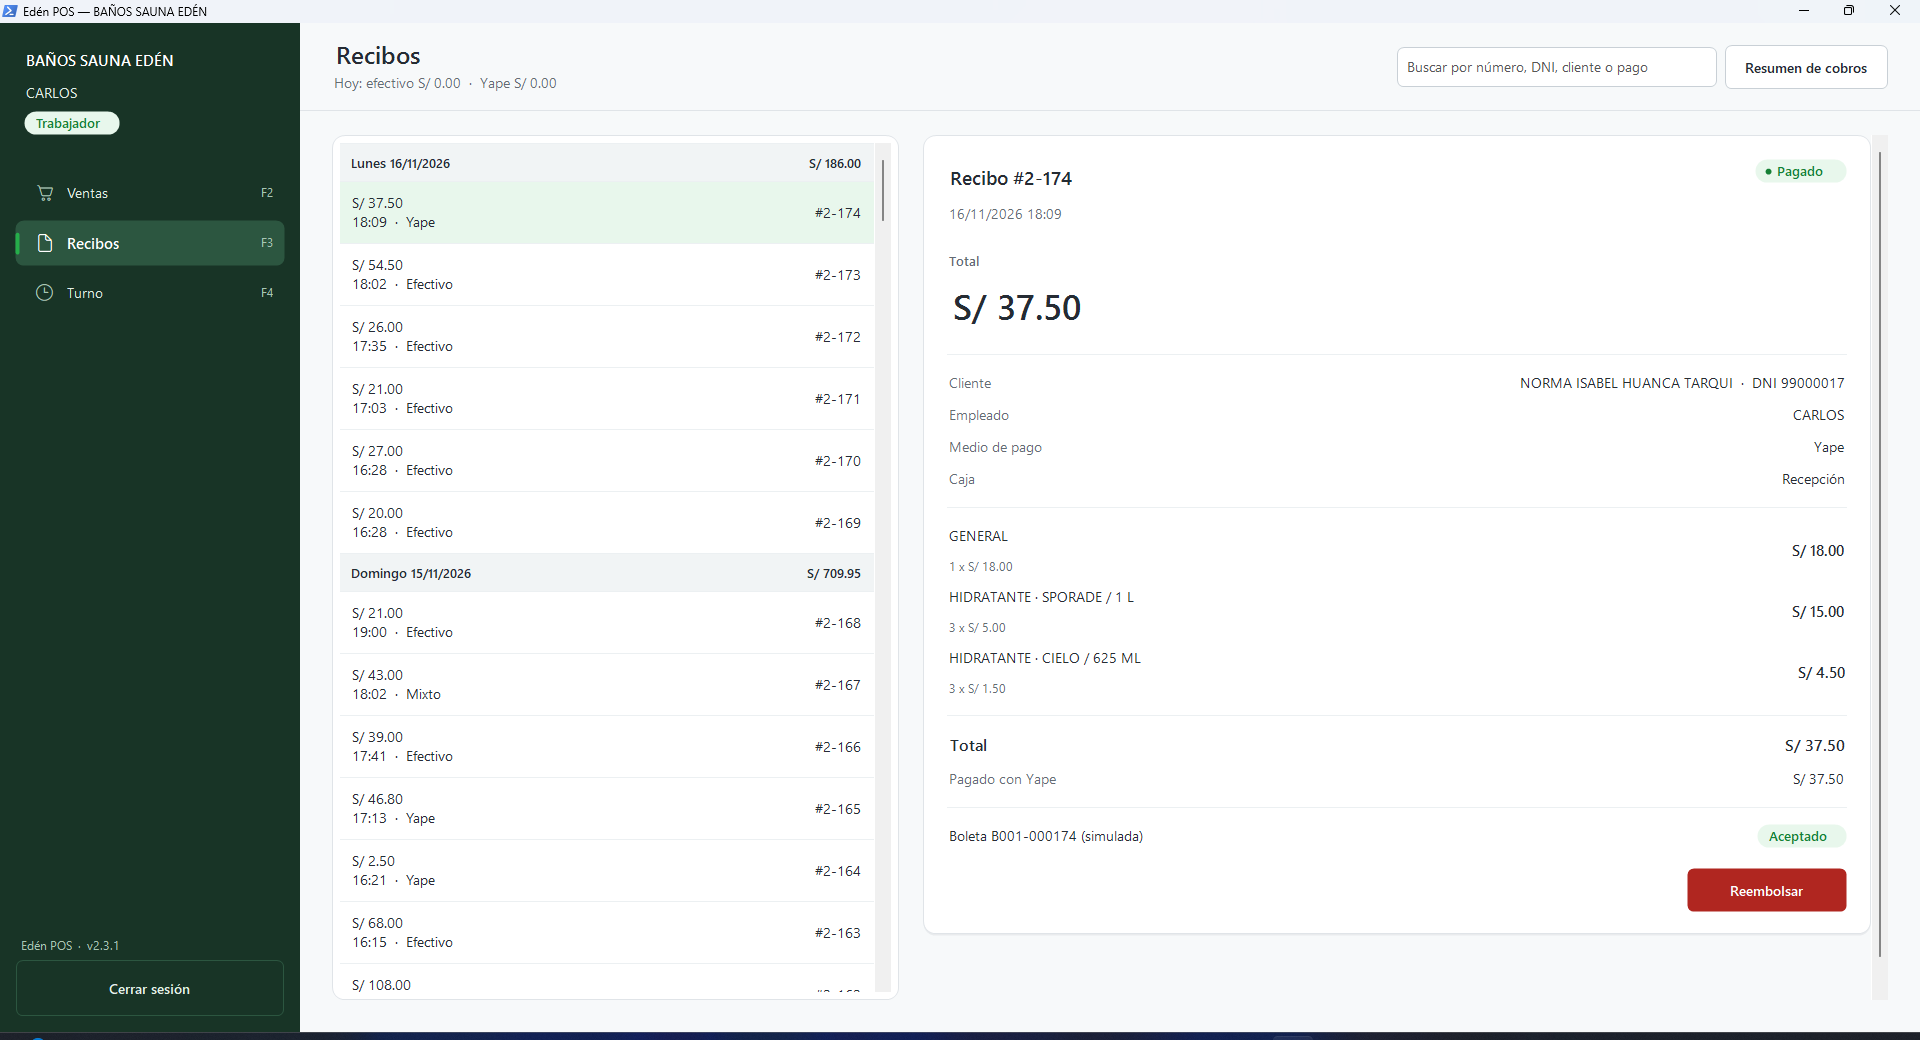 Edén POS — BAÑOS SAUNA EDÉN
BAÑOS SAUNA EDÉN
CARLOS
Trabajador
Ventas F2
Recibos F3
Turno F4
Edén POS · v2.3.1
Cerrar sesión
Recibos
Hoy: efectivo S/ 0.00 · Yape S/ 0.00
Buscar por número, DNI, cliente o pago
Resumen de cobros
Lunes 16/11/2026 S/ 186.00
S/ 37.50
18:09 · Yape #2-174
S/ 54.50
18:02 · Efectivo #2-173
S/ 26.00
17:35 · Efectivo #2-172
S/ 21.00
17:03 · Efectivo #2-171
S/ 27.00
16:28 · Efectivo #2-170
S/ 20.00
16:28 · Efectivo #2-169
Domingo 15/11/2026 S/ 709.95
S/ 21.00
19:00 · Efectivo #2-168
S/ 43.00
18:02 · Mixto #2-167
S/ 39.00
17:41 · Efectivo #2-166
S/ 46.80
17:13 · Yape #2-165
S/ 2.50
16:21 · Yape #2-164
S/ 68.00
16:15 · Efectivo #2-163
S/ 108.00
Recibo #2-174
Pagado
16/11/2026 18:09
Total
S/ 37.50
Cliente NORMA ISABEL HUANCA TARQUI · DNI 99000017
Empleado CARLOS
Medio de pago Yape
Caja Recepción
GENERAL
1 x S/ 18.00 S/ 18.00
HIDRATANTE · SPORADE / 1 L
3 x S/ 5.00 S/ 15.00
HIDRATANTE · CIELO / 625 ML
3 x S/ 1.50 S/ 4.50
Total S/ 37.50
Pagado con Yape S/ 37.50
Boleta B001-000174 (simulada) Aceptado
Reembolsar